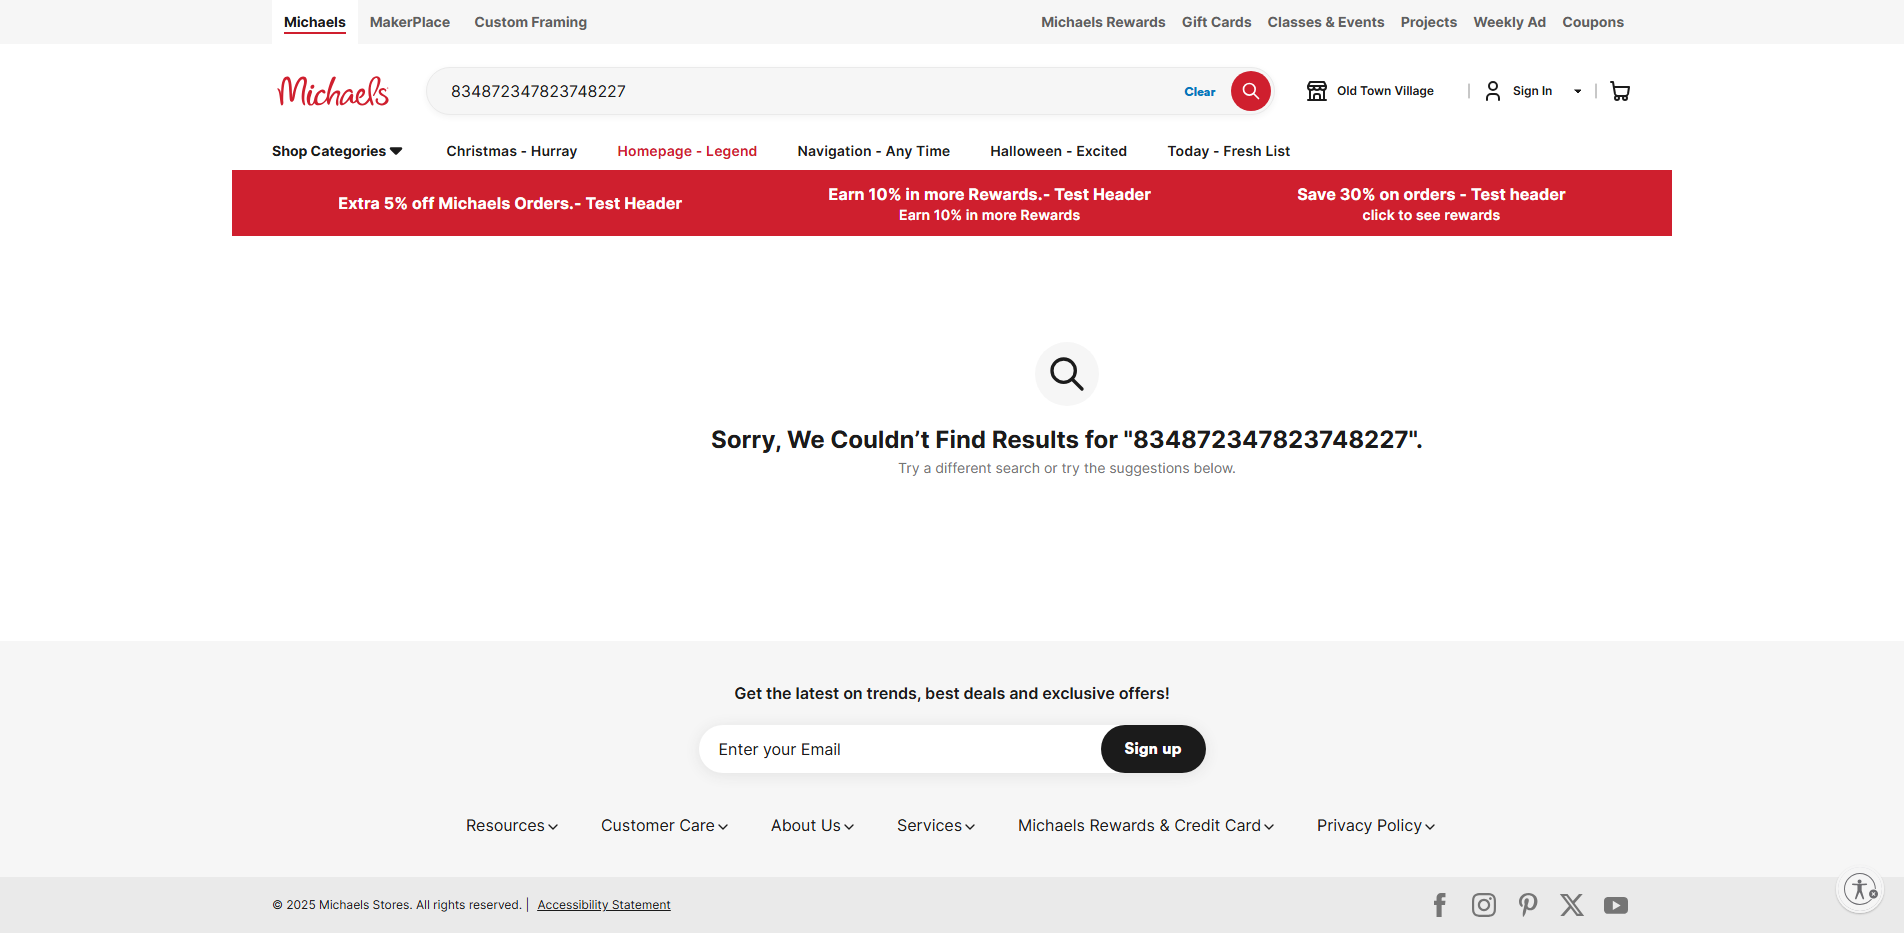 Michaels MakerPlace Custom Framing Michaels Rewards Gift Cards Classes & Events Projects Weekly Ad Coupons
Michaels 834872347823748227 Clear Old Town Village | Sign In |
Shop Categories Christmas - Hurray Homepage - Legend Navigation - Any Time Halloween - Excited Today - Fresh List
Extra 5% off Michaels Orders.- Test Header
Earn 10% in more Rewards.- Test Header
Earn 10% in more Rewards
Save 30% on orders - Test header
click to see rewards
Sorry, We Couldn’t Find Results for "834872347823748227".
Try a different search or try the suggestions below.
Get the latest on trends, best deals and exclusive offers!
Enter your Email Sign up
Resources Customer Care About Us Services Michaels Rewards & Credit Card Privacy Policy
© 2025 Michaels Stores. All rights reserved. | Accessibility Statement